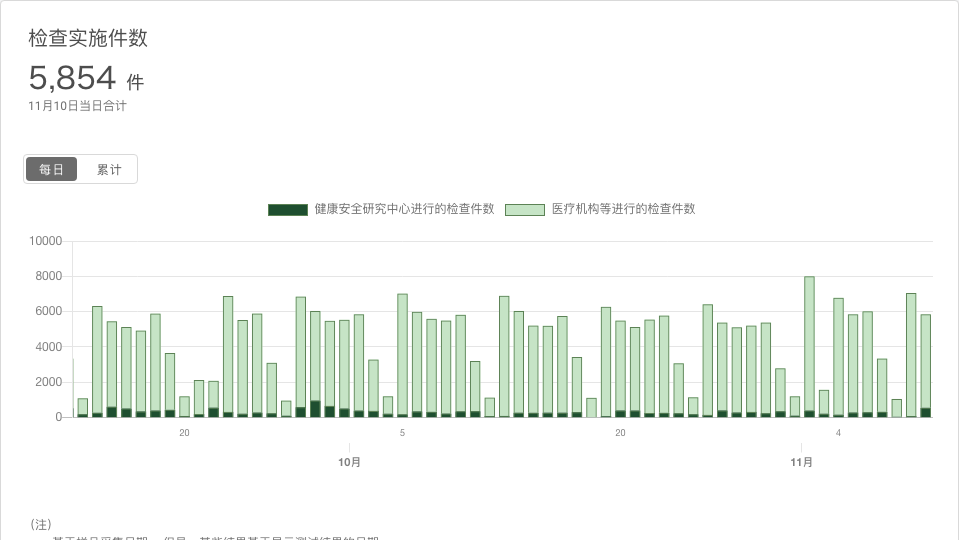 检查实施件数
5,854 件
11月10日当日合计
每日 累计
健康安全研究中心进行的检查件数 医疗机构等进行的检查件数
10000
8000
6000
4000
2000
0
20 5 20 4
10月 11月
（注）